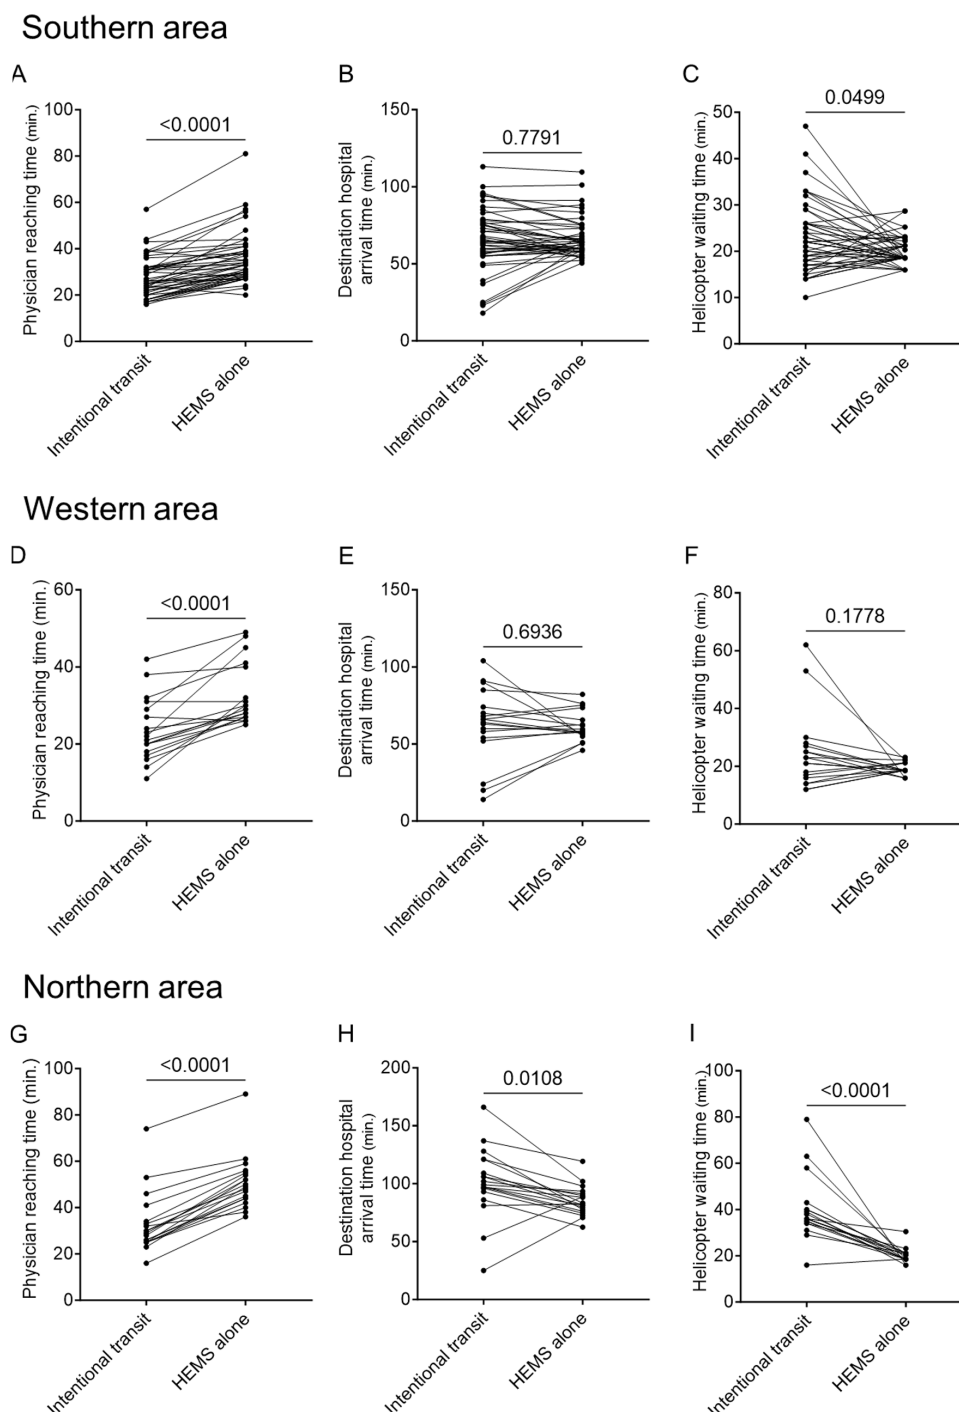 Southern area
A
B
C
Physician reaching time (min.)
100
80
60
40
20
0
<0.0001
Intentional transit
HEMS alone
Destination hospital
arrival time (min.)
150
100
50
0
0.7791
Intentional transit
HEMS alone
Helicopter waiting time (min.)
50
40
30
20
10
0
0.0499
Intentional transit
HEMS alone
Western area
D
E
F
Physician reaching time (min.)
60
40
20
0
<0.0001
Intentional transit
HEMS alone
Destination hospital
arrival time (min.)
150
100
50
0
0.6936
Intentional transit
HEMS alone
Helicopter waiting time (min.)
80
60
40
20
0
0.1778
Intentional transit
HEMS alone
Northern area
G
H
I
Physician reaching time (min.)
100
80
60
40
20
0
<0.0001
Intentional transit
HEMS alone
Destination hospital
arrival time (min.)
200
150
100
50
0
0.0108
Intentional transit
HEMS alone
Helicopter waiting time (min.)
100
80
60
40
20
0
<0.0001
Intentional transit
HEMS alone